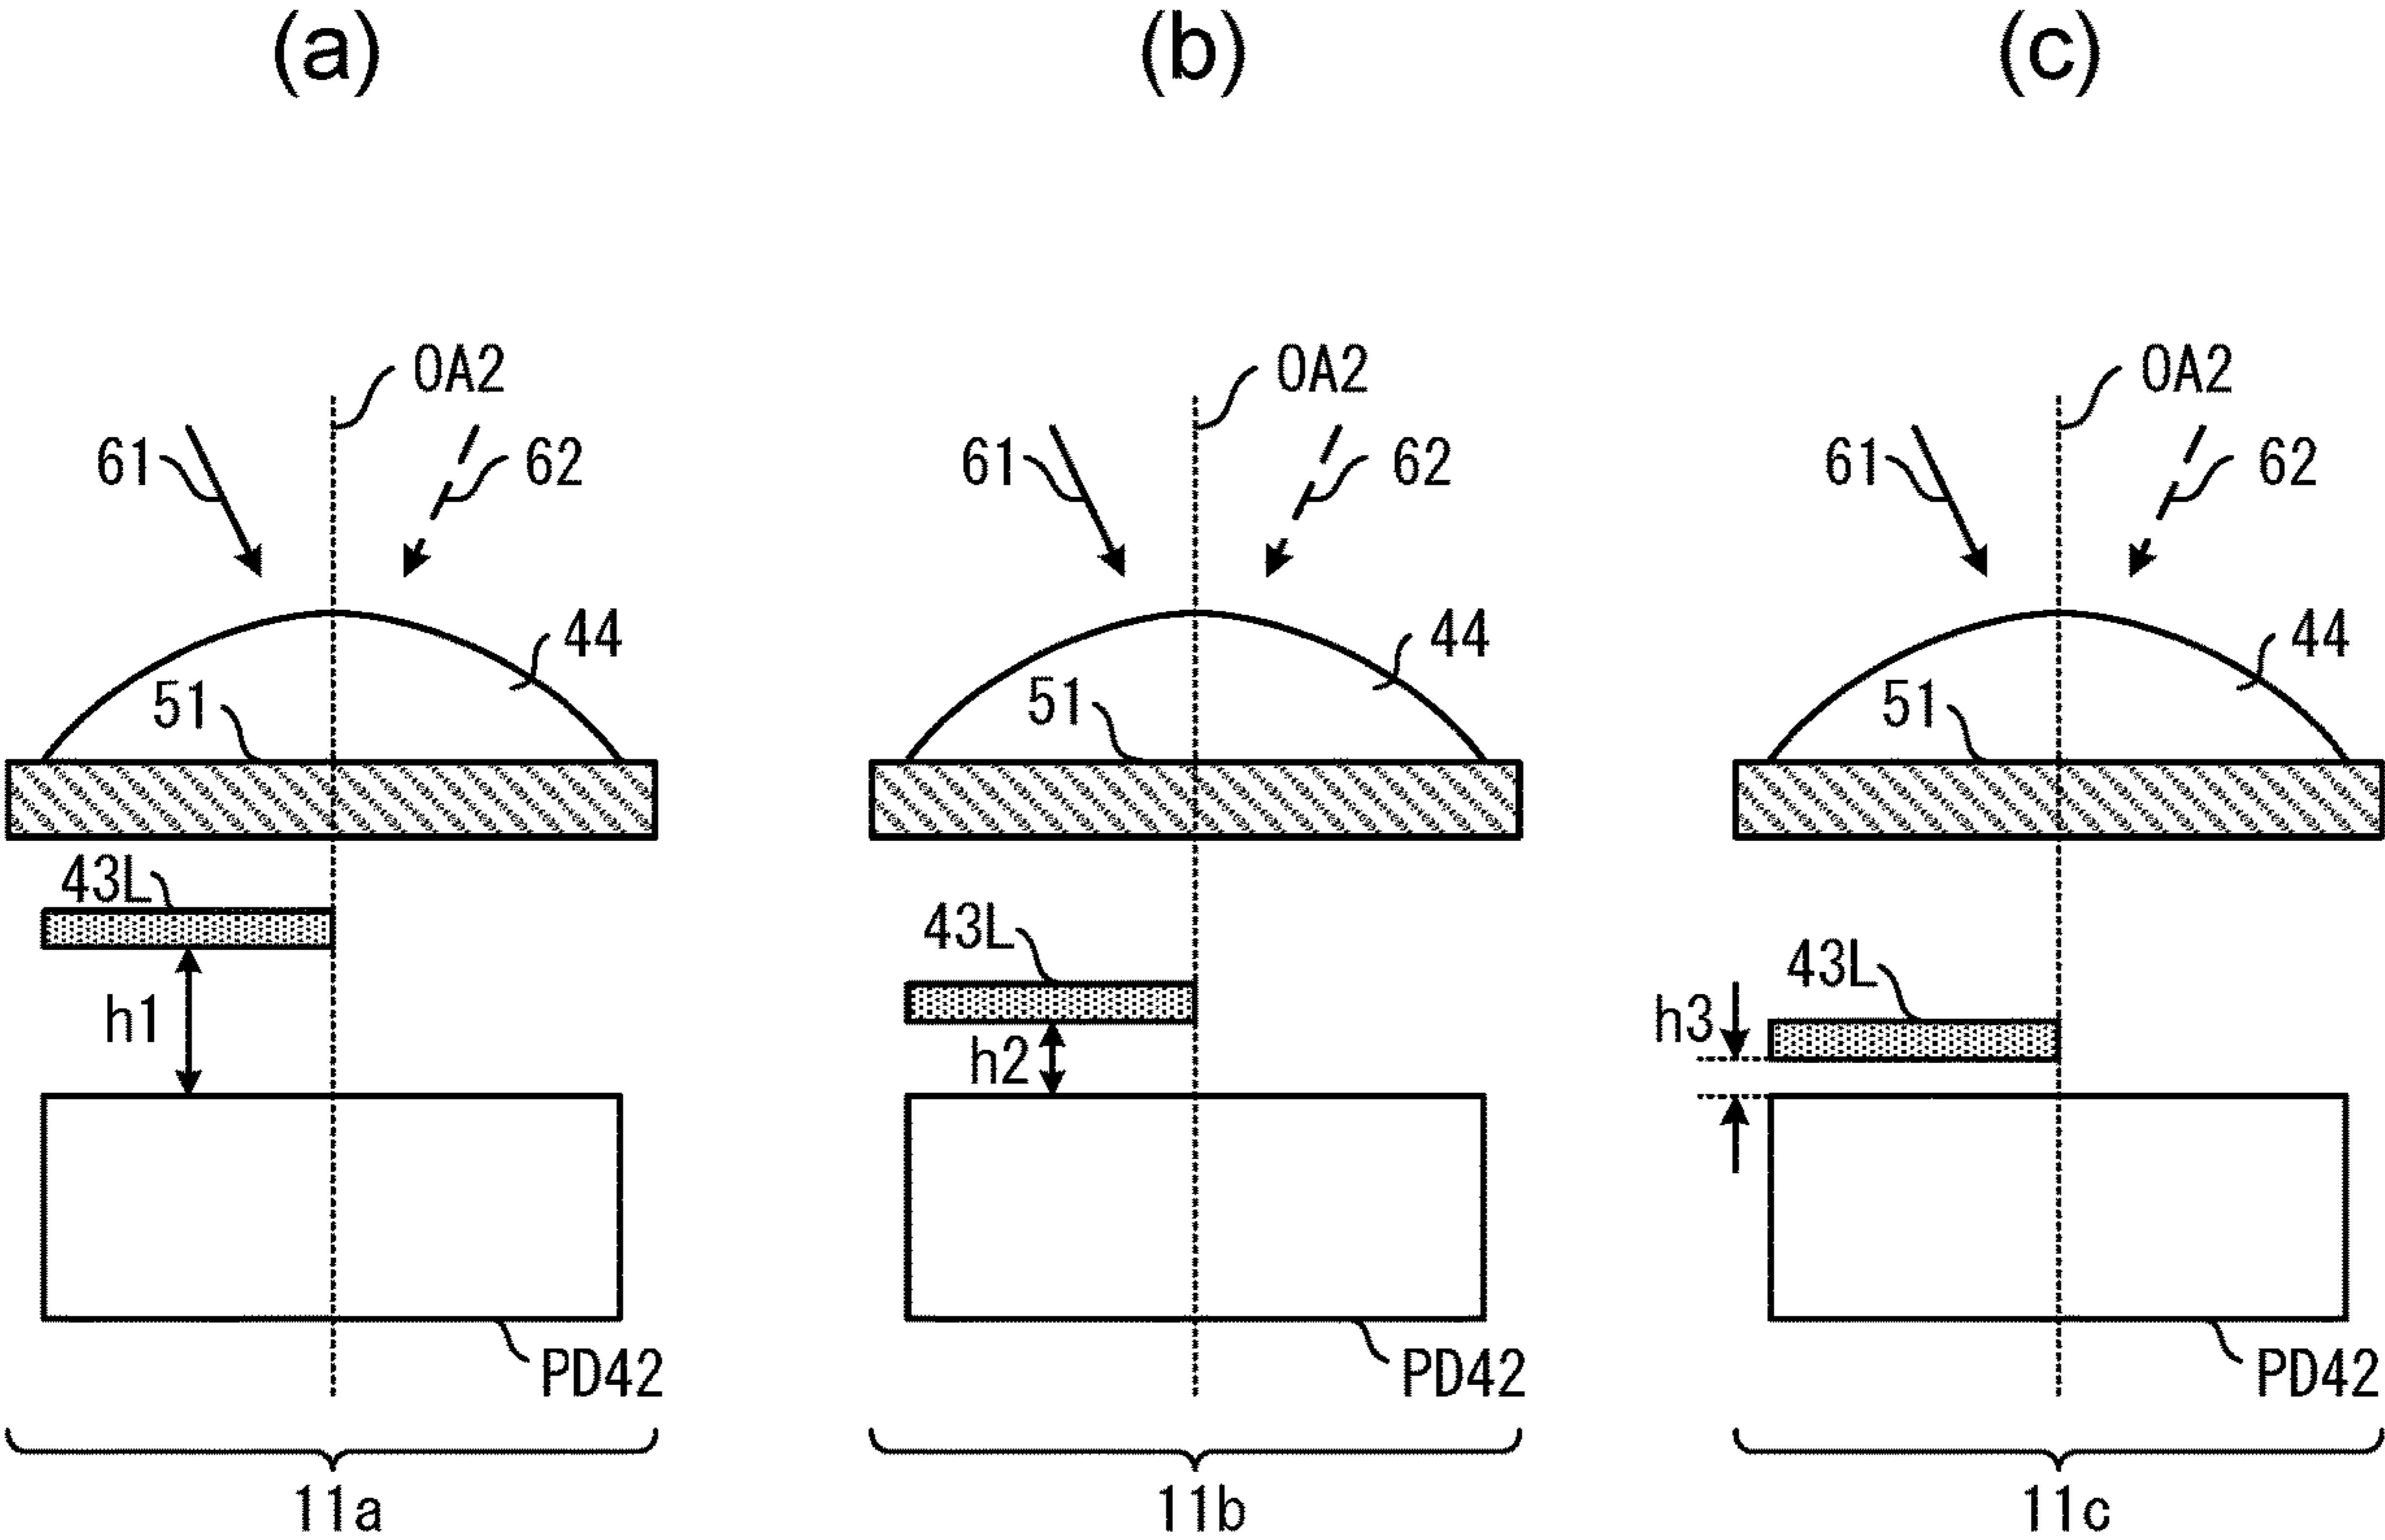 (a) (b) (c)
OA2 OA2 OA2
61 62 61 62 61 62
44 44 44
51 51 51
43L 43L 43L
h1 h2 h3
PD42 PD42 PD42
11a 11b 11c